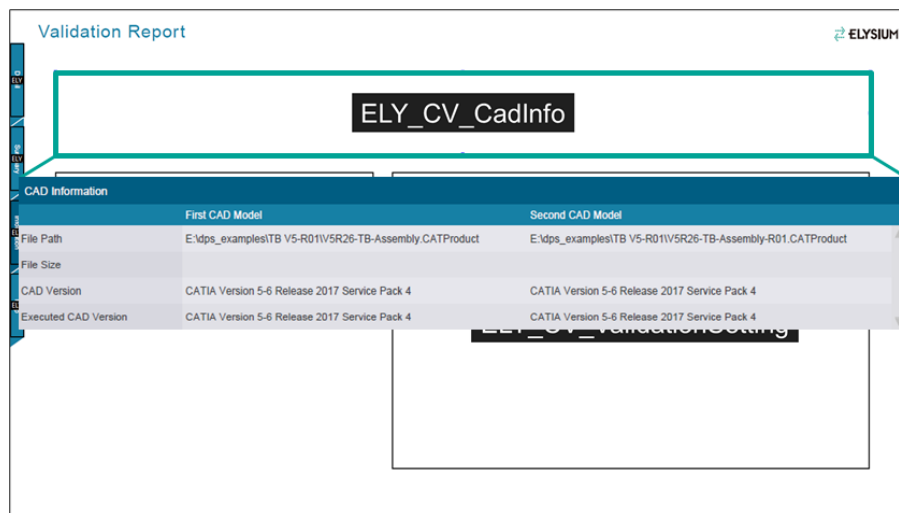 Validation Report
ELYSIUM
ELY
ELY_CV_CadInfo
ELY
CAD Information
First CAD Model Second CAD Model
File Path E:\dps_examples\TB V5-R01\V5R26-TB-Assembly.CATProduct E:\dps_examples\TB V5-R01\V5R26-TB-Assembly-R01.CATProduct
File Size
CAD Version CATIA Version 5-6 Release 2017 Service Pack 4 CATIA Version 5-6 Release 2017 Service Pack 4
Executed CAD Version CATIA Version 5-6 Release 2017 Service Pack 4 CATIA Version 5-6 Release 2017 Service Pack 4
ELY_CV_ValidationSetting